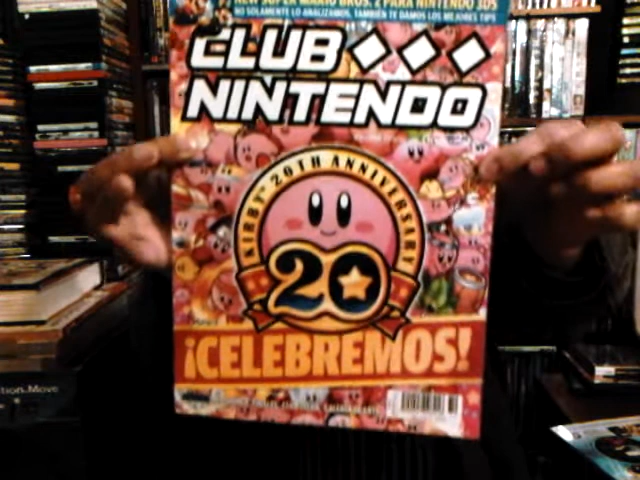 NEW SUPER MARIO BROS. 2 PARA NINTENDO 3DS
NO SOLAMENTE LO ANALIZAMOS, TAMBIÉN TE DAMOS LOS MEJORES TIPS
CLUB
NINTENDO
KIRBY 20TH ANNIVERSARY
20
¡CELEBREMOS!
tion.Move